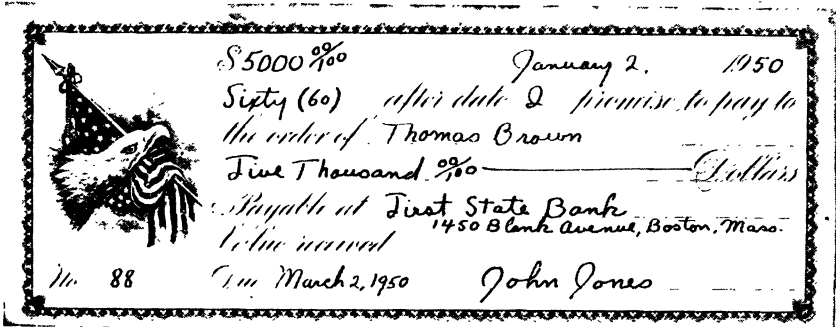 $5000 00/100 January 2, 1950
Sixty (60) after date I promise to pay to
the order of Thomas Brown
Five Thousand 00/100 Dollars
Payable at First State Bank
1450 Blank Avenue, Boston, Mass.
Value received
No. 88 Due March 2, 1950 John Jones